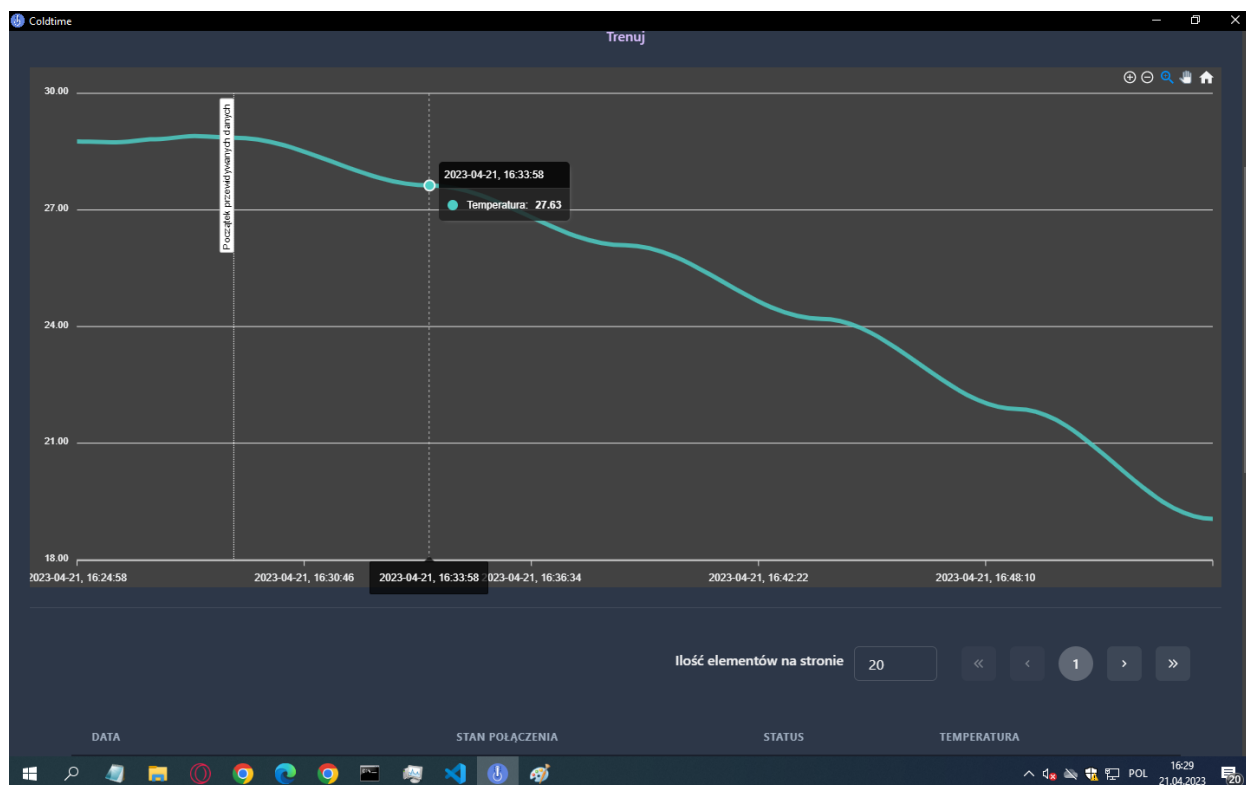 Coldtime
Trenuj
30.00
27.00
24.00
21.00
18.00
Początek przewidywanych danych
2023-04-21, 16:33:58
Temperatura: 27.63
2023-04-21, 16:24:58
2023-04-21, 16:30:46
2023-04-21, 16:33:58
2023-04-21, 16:36:34
2023-04-21, 16:42:22
2023-04-21, 16:48:10
Ilość elementów na stronie 20 « ‹ 1 › »
DATA STAN POŁĄCZENIA STATUS TEMPERATURA
POL 16:29
21.04.2023 20